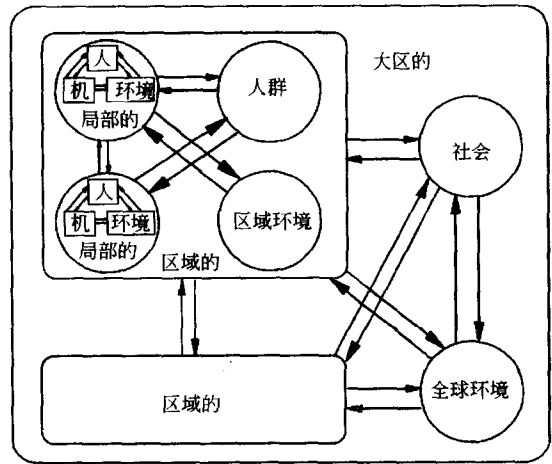 大区的
人
机
环境
局部的
人群
社会
人
机
环境
局部的
区域环境
区域的
区域的
全球环境